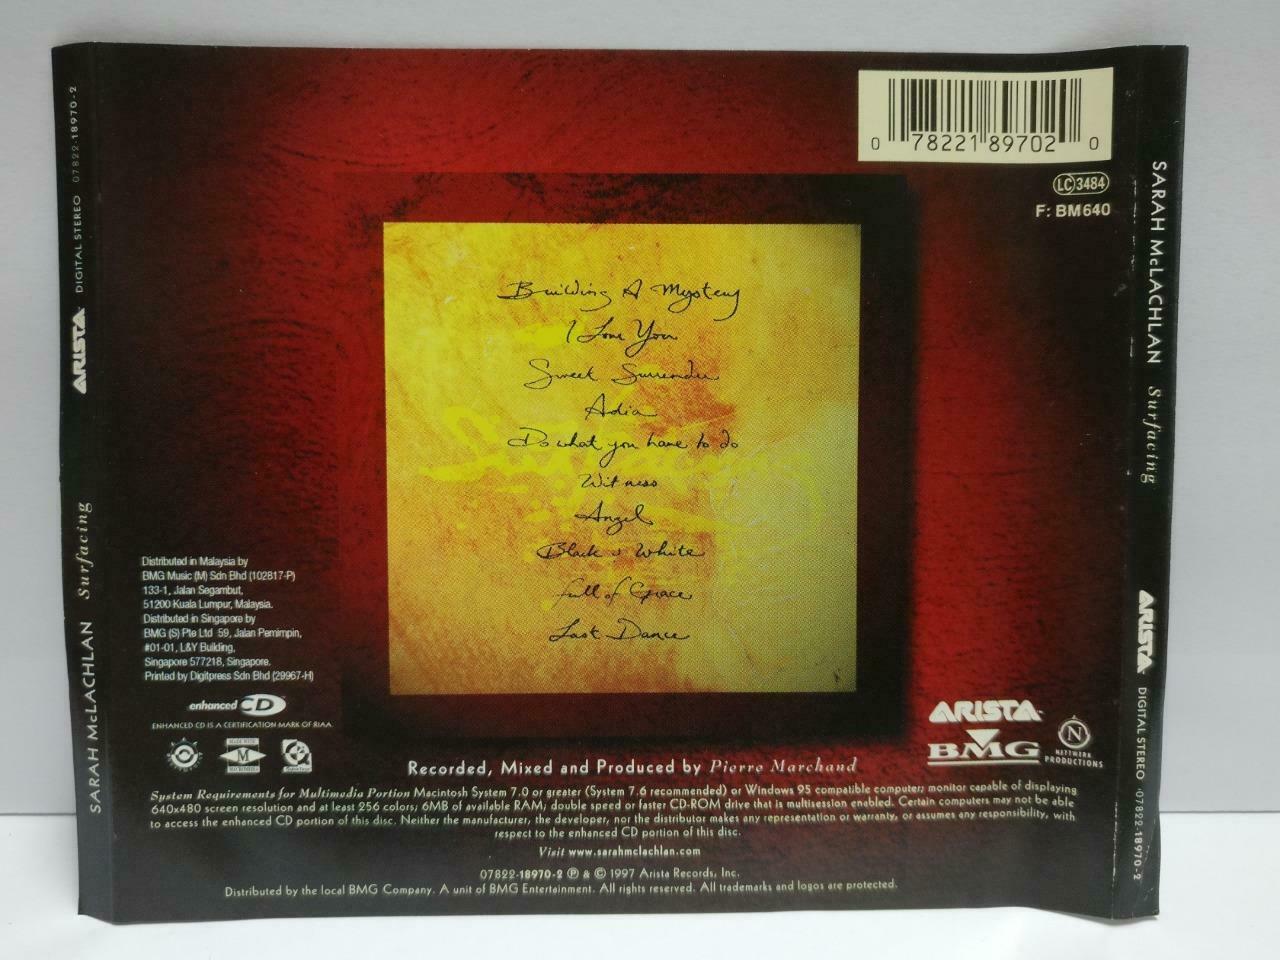 SARAH McLACHLAN Surfacing ARISTA DIGITAL STEREO 07822-18970-2
0 78221 89702 0
LC 3484
F: BM640
Building A Mystery
I Love You
Sweet Surrender
Adia
Do what you have to do
Witness
Angel
Black & White
full of Grace
Last Dance
Distributed in Malaysia by
BMG Music (M) Sdn Bhd (102817-P)
133-1, Jalan Segambut,
51200 Kuala Lumpur, Malaysia.
Distributed in Singapore by
BMG (S) Pte Ltd 59, Jalan Pemimpin,
#01-01, L&Y Building,
Singapore 577218, Singapore.
Printed by Digitpress Sdn Bhd (29967-H)
enhanced CD
ENHANCED CD IS A CERTIFICATION MARK OF RIAA
M
ARISTA
BMG
N
NETTWERK
PRODUCTIONS
Recorded, Mixed and Produced by Pierre Marchand
System Requirements for Multimedia Portion Macintosh System 7.0 or greater (System 7.6 recommended) or Windows 95 compatible computer; monitor capable of displaying
640x480 screen resolution and at least 256 colors; 6MB of available RAM; double speed or faster CD-ROM drive that is multisession enabled. Certain computers may not be able
to access the enhanced CD portion of this disc. Neither the manufacturer, the developer, nor the distributor makes any representation or warranty, or assumes any responsibility, with
respect to the enhanced CD portion of this disc.
Visit www.sarahmclachlan.com
07822-18970-2 ℗ & © 1997 Arista Records, Inc.
Distributed by the local BMG Company. A unit of BMG Entertainment. All rights reserved. All trademarks and logos are protected.
SARAH McLACHLAN Surfacing ARISTA DIGITAL STEREO 07822-18970-2